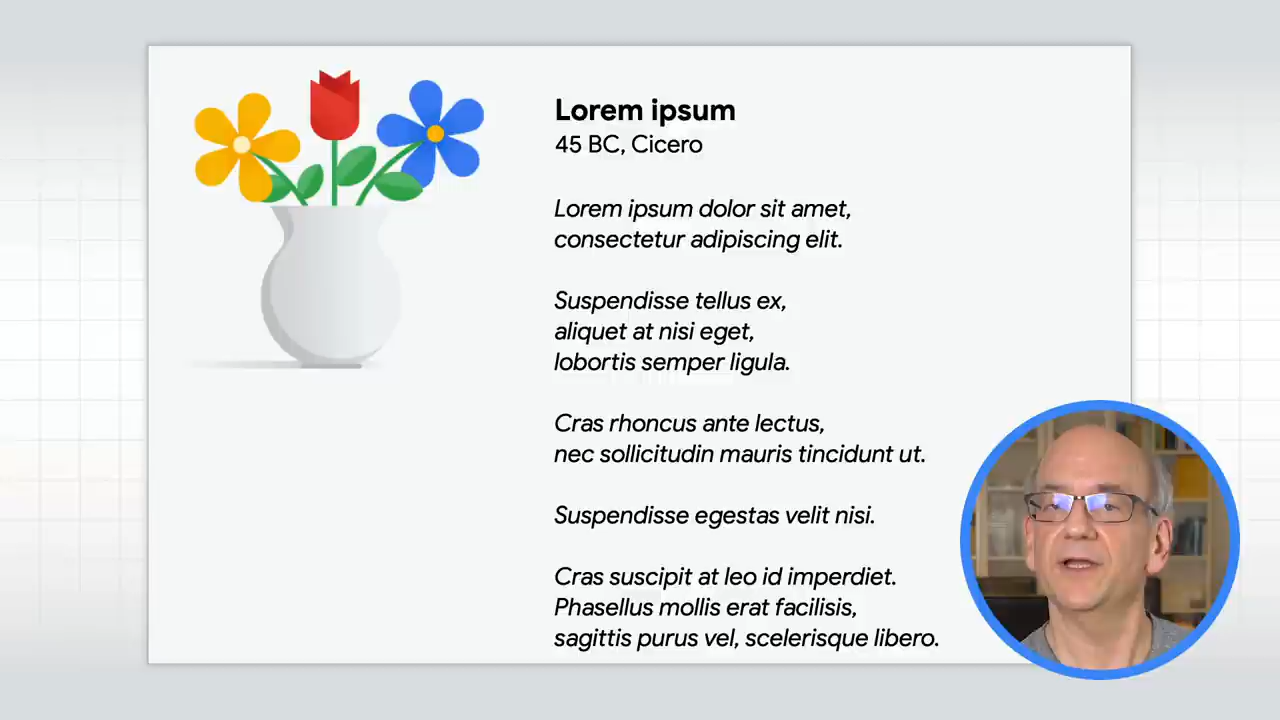 Lorem ipsum
45 BC, Cicero
Lorem ipsum dolor sit amet,
consectetur adipiscing elit.
Suspendisse tellus ex,
aliquet at nisi eget,
lobortis semper ligula.
Cras rhoncus ante lectus,
nec sollicitudin mauris tincidunt ut.
Suspendisse egestas velit nisi.
Cras suscipit at leo id imperdiet.
Phasellus mollis erat facilisis,
sagittis purus vel, scelerisque libero.